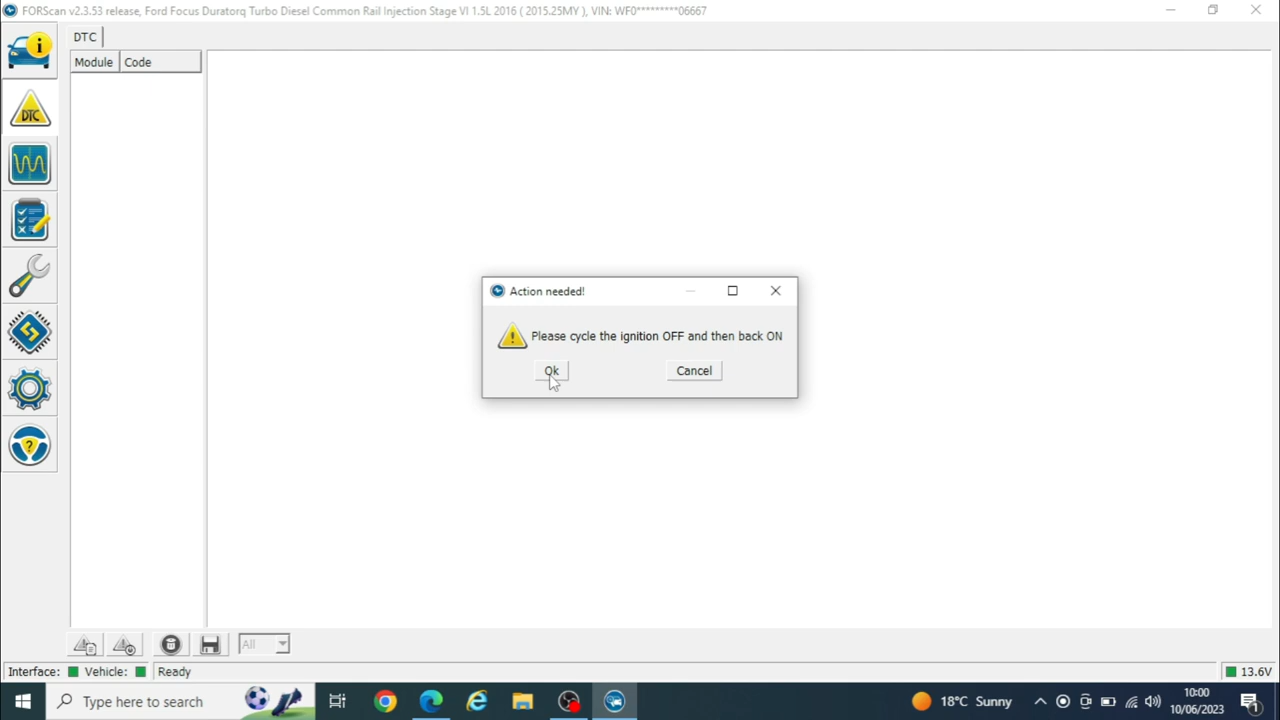 FORScan v2.3.53 release, Ford Focus Duratorq Turbo Diesel Common Rail Injection Stage VI 1.5L 2016 ( 2015.25MY ), VIN: WF0*********06667
DTC
Module Code
i
DTC
Action needed!
Please cycle the ignition OFF and then back ON
Ok Cancel
?
All
Interface: Vehicle: Ready 13.6V
Type here to search 18°C Sunny 10:00
10/06/2023 1